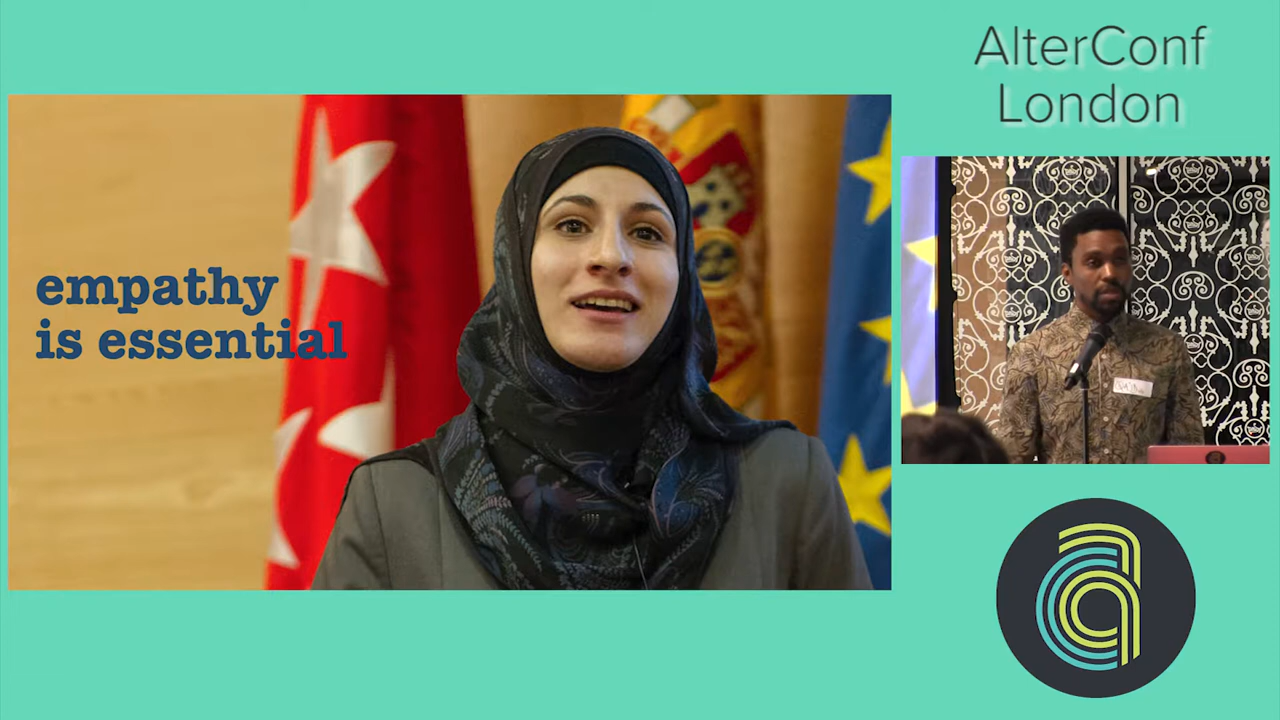 AlterConf
London
empathy
is essential